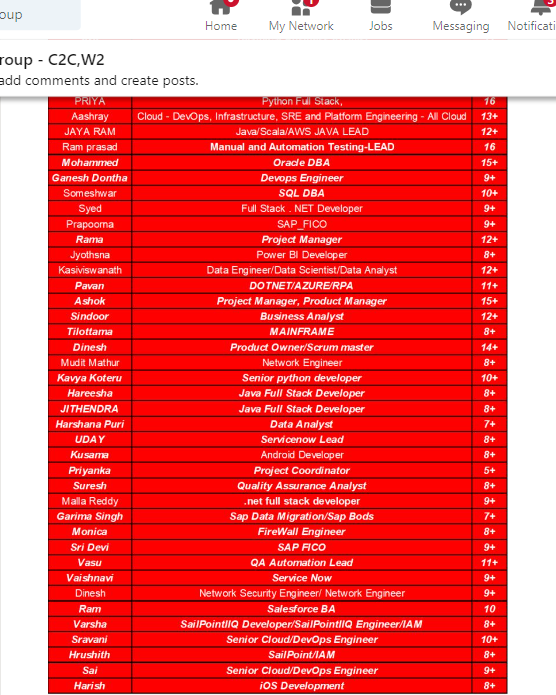 oup
Home My Network Jobs Messaging Notificati
roup - C2C,W2
add comments and create posts.
PRIYA Python Full Stack, 16
Aashray Cloud - DevOps, Infrastructure, SRE and Platform Engineering - All Cloud 13+
JAYA RAM Java/Scala/AWS JAVA LEAD 12+
Ram prasad Manual and Automation Testing-LEAD 16
Mohammed Oracle DBA 15+
Ganesh Dontha Devops Engineer 9+
Someshwar SQL DBA 10+
Syed Full Stack . NET Developer 9+
Prapoorna SAP_FICO 9+
Rama Project Manager 12+
Jyothsna Power BI Developer 8+
Kasiviswanath Data Engineer/Data Scientist/Data Analyst 12+
Pavan DOTNET/AZURE/RPA 11+
Ashok Project Manager, Product Manager 15+
Sindoor Business Analyst 12+
Tilottama MAINFRAME 8+
Dinesh Product Owner/Scrum master 14+
Mudit Mathur Network Engineer 8+
Kavya Koteru Senior python developer 10+
Hareesha Java Full Stack Developer 8+
JITHENDRA Java Full Stack Developer 8+
Harshana Puri Data Analyst 7+
UDAY Servicenow Lead 8+
Kusama Android Developer 8+
Priyanka Project Coordinator 5+
Suresh Quality Assurance Analyst 8+
Malla Reddy .net full stack developer 9+
Garima Singh Sap Data Migration/Sap Bods 7+
Monica FireWall Engineer 8+
Sri Devi SAP FICO 9+
Vasu QA Automation Lead 11+
Vaishnavi Service Now 9+
Dinesh Network Security Engineer/ Network Engineer 9+
Ram Salesforce BA 10
Varsha SailPointIIQ Developer/SailPointIIQ Engineer/IAM 8+
Sravani Senior Cloud/DevOps Engineer 10+
Hrushith SailPoint/IAM 8+
Sai Senior Cloud/DevOps Engineer 9+
Harish iOS Development 8+